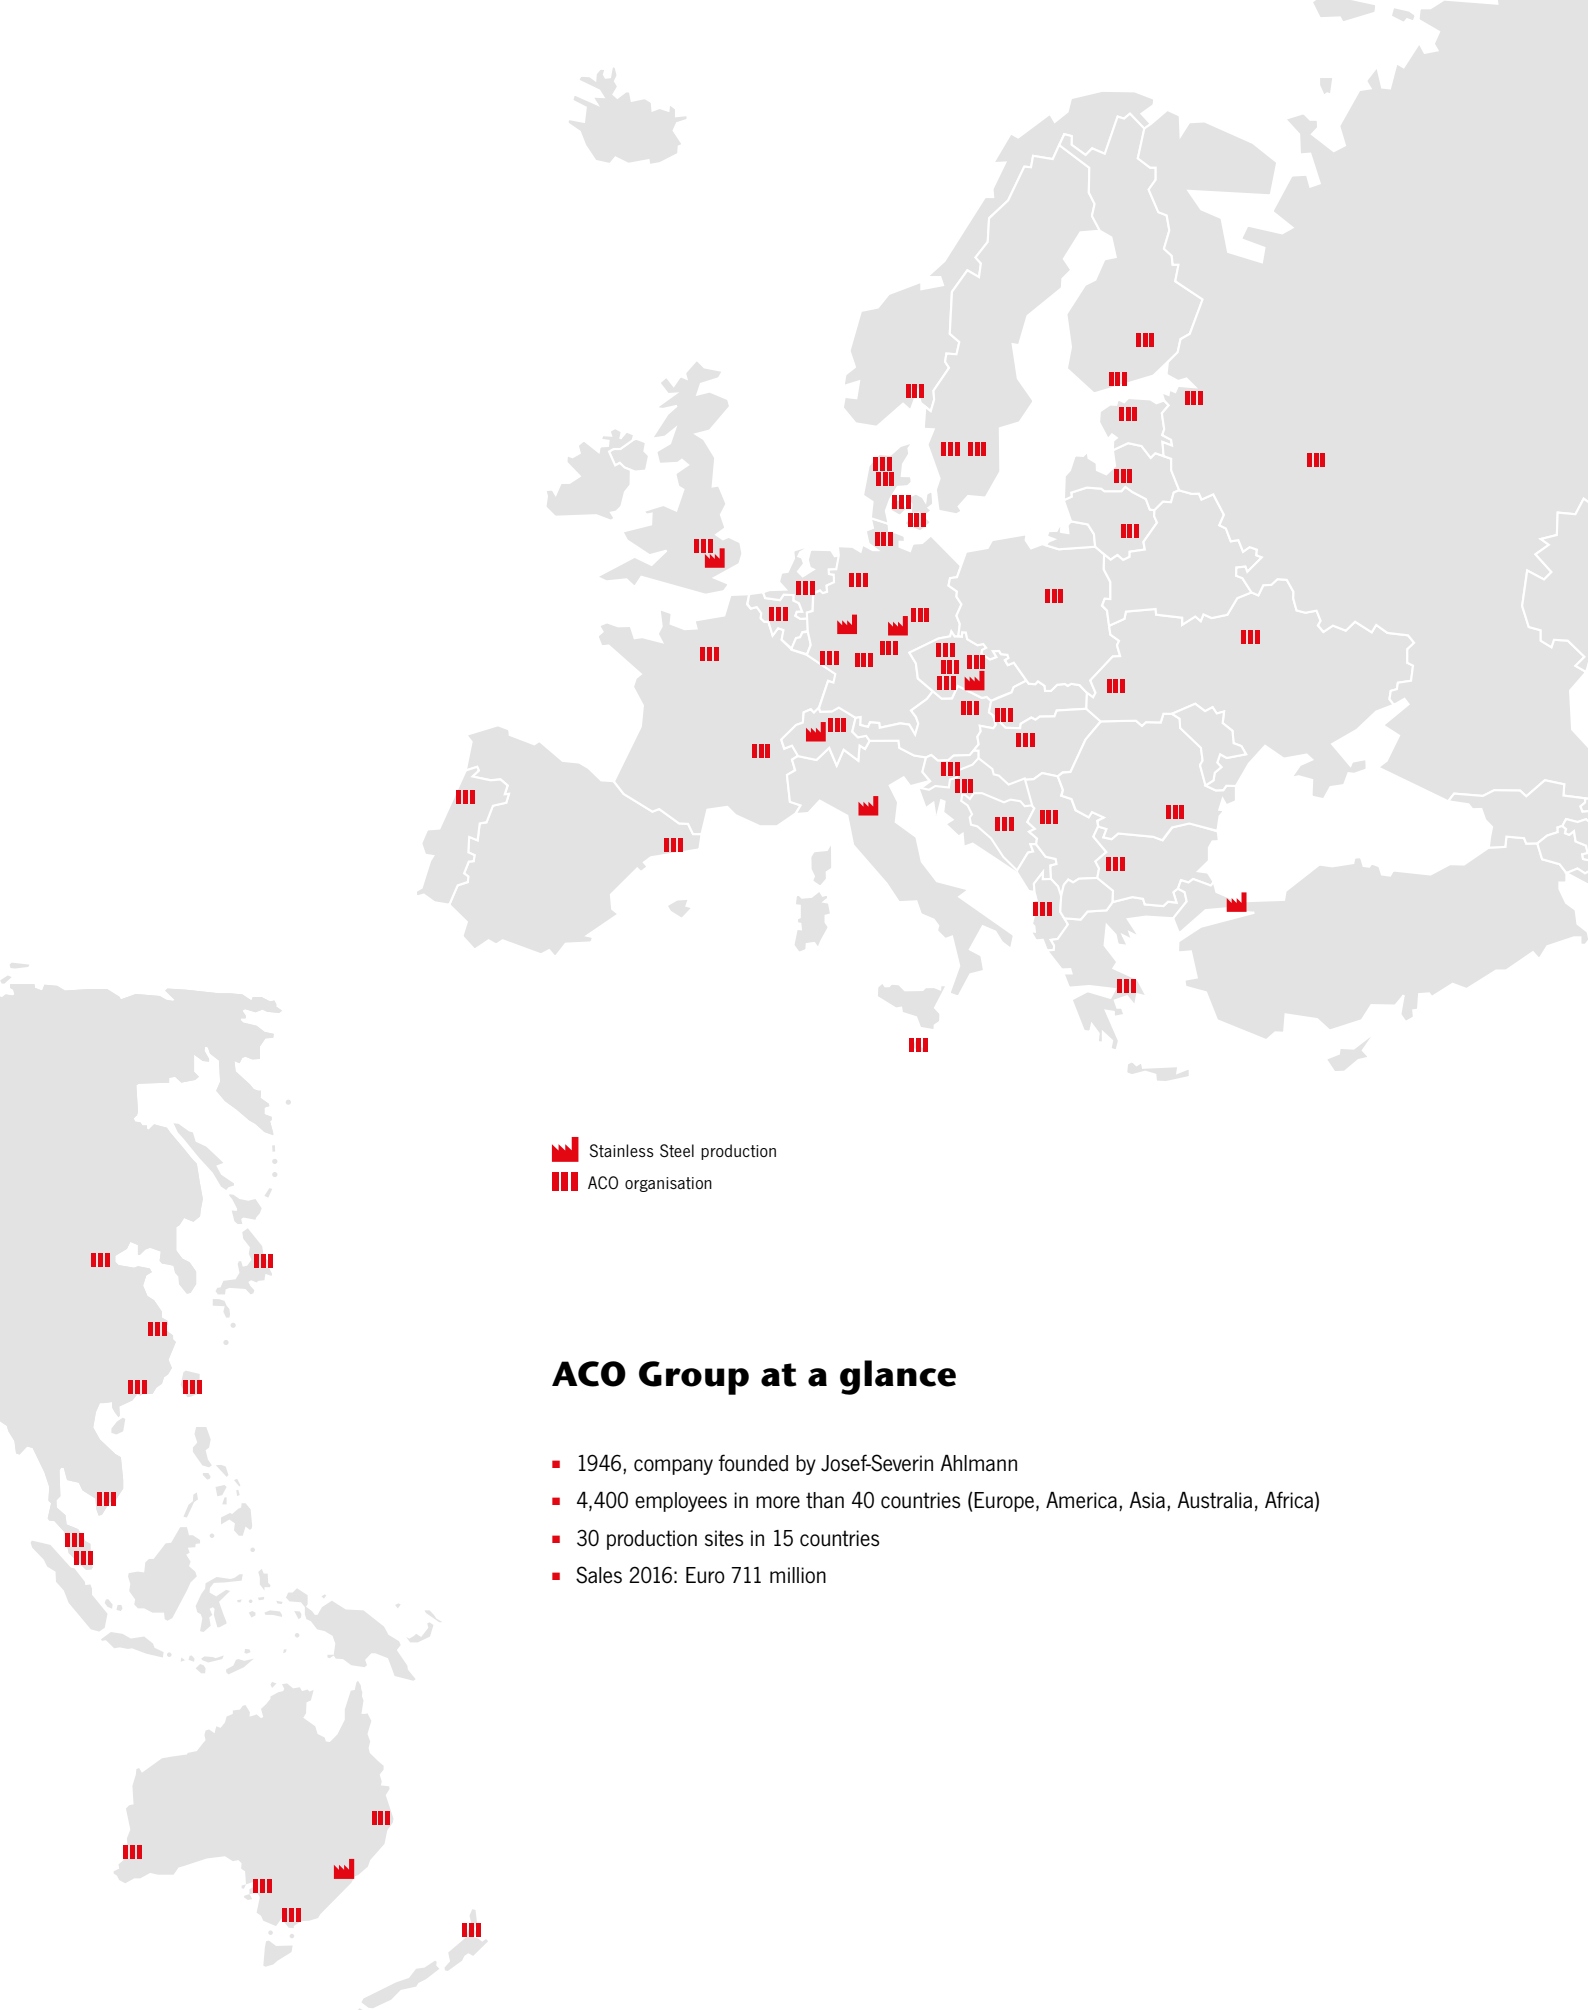 Stainless Steel production
ACO organisation
ACO Group at a glance
1946, company founded by Josef-Severin Ahlmann
4,400 employees in more than 40 countries (Europe, America, Asia, Australia, Africa)
30 production sites in 15 countries
Sales 2016: Euro 711 million